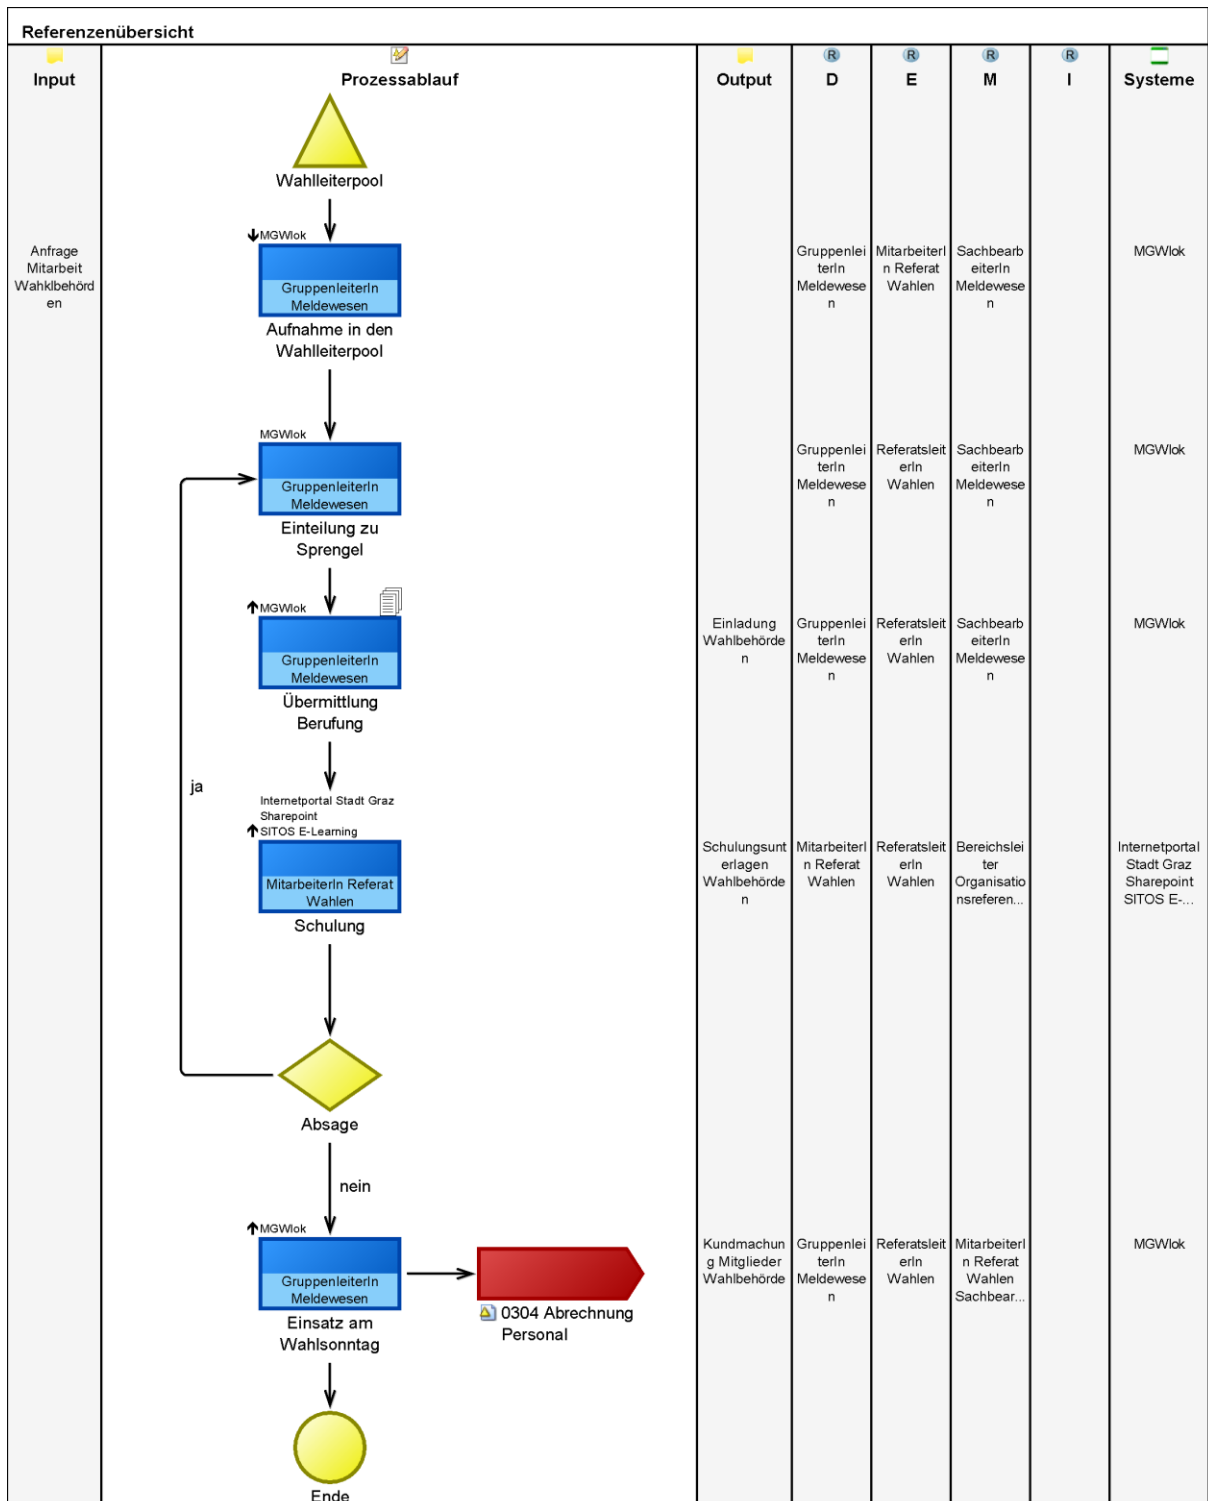 Referenzenübersicht
Input
Prozessablauf
Output
D
E
M
I
Systeme
Wahlleiterpool
MGWlok
GruppenleiterIn
Meldewesen
Aufnahme in den
Wahlleiterpool
Anfrage
Mitarbeit
Wahklbehörd
en
Gruppenlei
terIn
Meldewese
n
MitarbeiterI
n Referat
Wahlen
Sachbearb
eiterIn
Meldewese
n
MGWlok
MGWlok
GruppenleiterIn
Meldewesen
Einteilung zu
Sprengel
Gruppenlei
terIn
Meldewese
n
Referatsleit
erIn
Wahlen
Sachbearb
eiterIn
Meldewese
n
MGWlok
MGWlok
GruppenleiterIn
Meldewesen
Übermittlung
Berufung
Einladung
Wahlbehörde
n
Gruppenlei
terIn
Meldewese
n
Referatsleit
erIn
Wahlen
Sachbearb
eiterIn
Meldewese
n
MGWlok
ja
Internetportal Stadt Graz
Sharepoint
SITOS E-Learning
MitarbeiterIn Referat
Wahlen
Schulung
Schulungsunt
erlagen
Wahlbehörde
n
MitarbeiterI
n Referat
Wahlen
Referatsleit
erIn
Wahlen
Bereichslei
ter
Organisatio
nsreferen...
Internetportal
Stadt Graz
Sharepoint
SITOS E-...
Absage
nein
MGWlok
GruppenleiterIn
Meldewesen
Einsatz am
Wahlsonntag
0304 Abrechnung
Personal
Kundmachun
g Mitglieder
Wahlbehörde
Gruppenlei
terIn
Meldewese
n
Referatsleit
erIn
Wahlen
MitarbeiterI
n Referat
Wahlen
Sachbear...
MGWlok
Ende